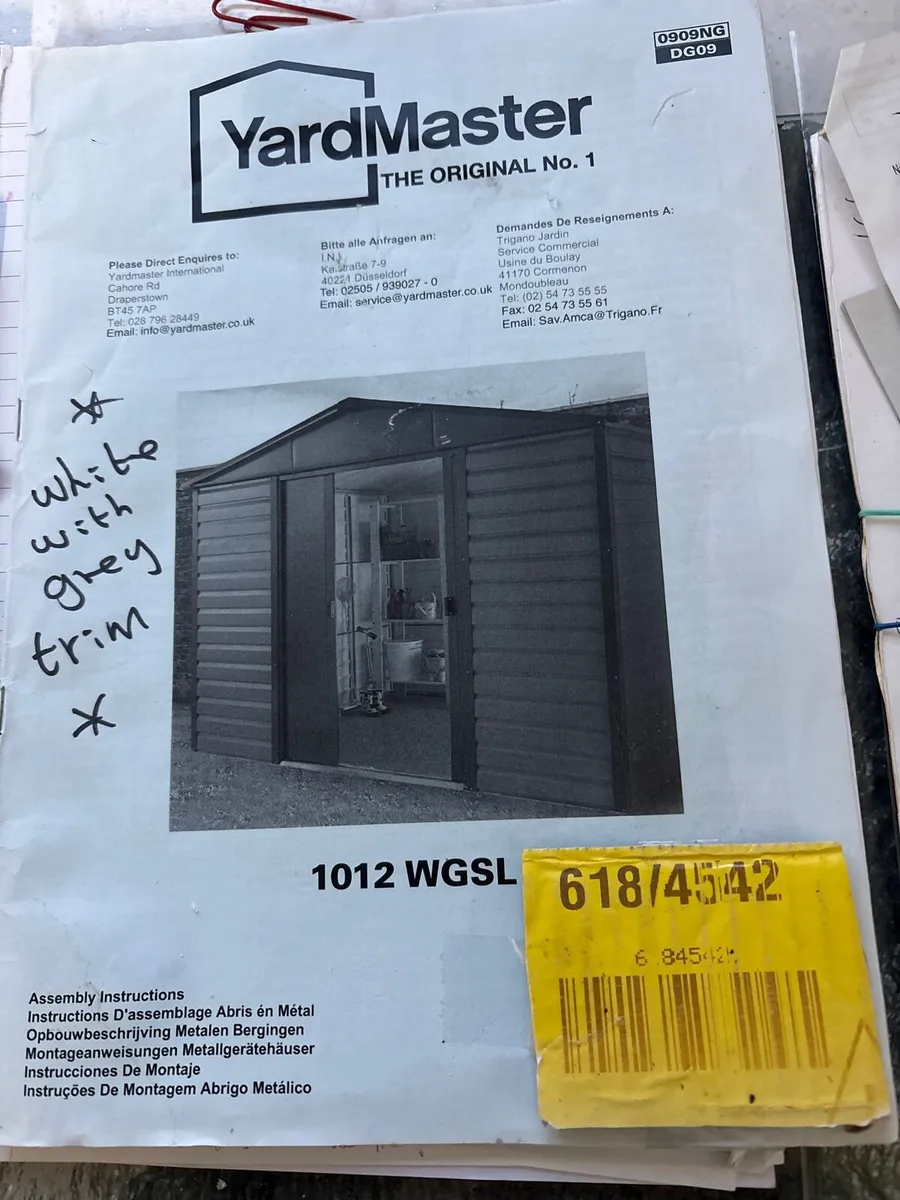 0909NG
DG09
YardMaster
THE ORIGINAL No. 1
Please Direct Enquires to:
Yardmaster International
Cahore Rd
Draperstown
BT45 7AP
Tel: 028 796 28449
Email: info@yardmaster.co.uk
Bitte alle Anfragen an:
7-9
40221 Düsseldorf
Tel: 02505 / 939027 - 0
Email: service@yardmaster.co.uk
Demandes De Reseignements A:
Trigano Jardin
Service Commercial
Usine du Boulay
41170 Cormenon
Mondoubleau
Tel: (02) 54 73 55 55
Fax: 02 54 73 55 61
Email: Sav.Amca@Trigano.Fr
* white
with
grey
trim
*
1012 WGSL
618/4542
Assembly Instructions
Instructions D'assemblage Abris én Métal
Opbouwbeschrijving Metalen Bergingen
Montageanweisungen Metallgerätehäuser
Instrucciones De Montaje
Instruções De Montagem Abrigo Metálico